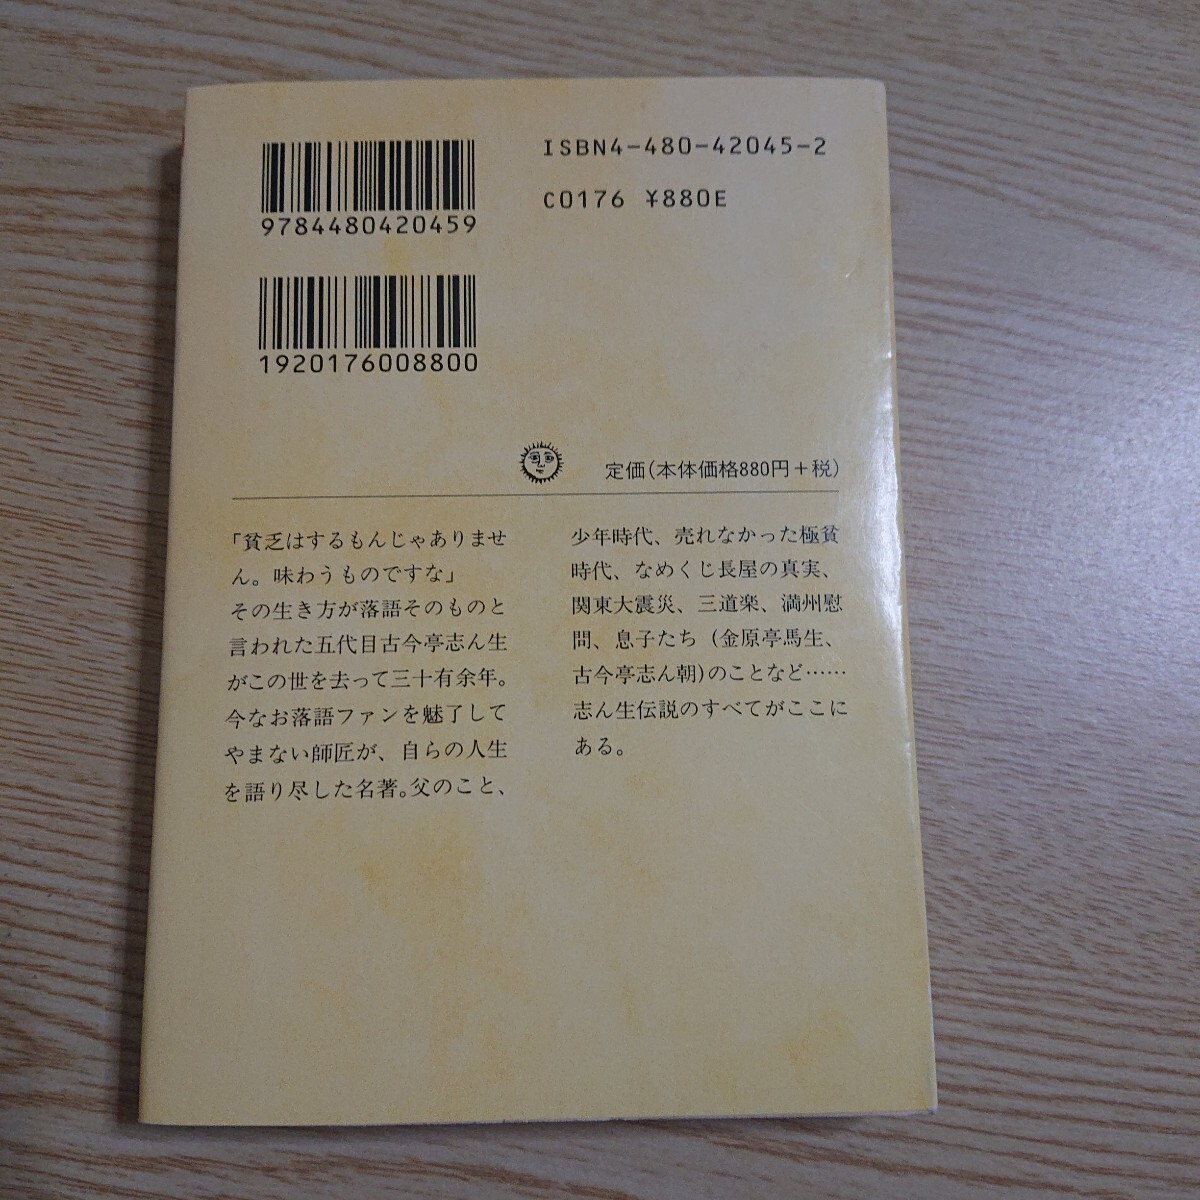 ISBN4-480-42045-2
C0176 ¥880E
9784480420459
1920176008800
定価(本体価格880円+税)
「貧乏はするもんじゃありませ
ん。味わうものですな」
その生き方が落語そのものと
言われた五代目古今亭志ん生
がこの世を去って三十有余年。
今なお落語ファンを魅了して
やまない師匠が、自らの人生
を語り尽した名著。父のこと、
少年時代、売れなかった極貧
時代、なめくじ長屋の真実、
関東大震災、三道楽、満州慰
問、息子たち(金原亭馬生、
古今亭志ん朝)のことなど……
志ん生伝説のすべてがここに
ある。